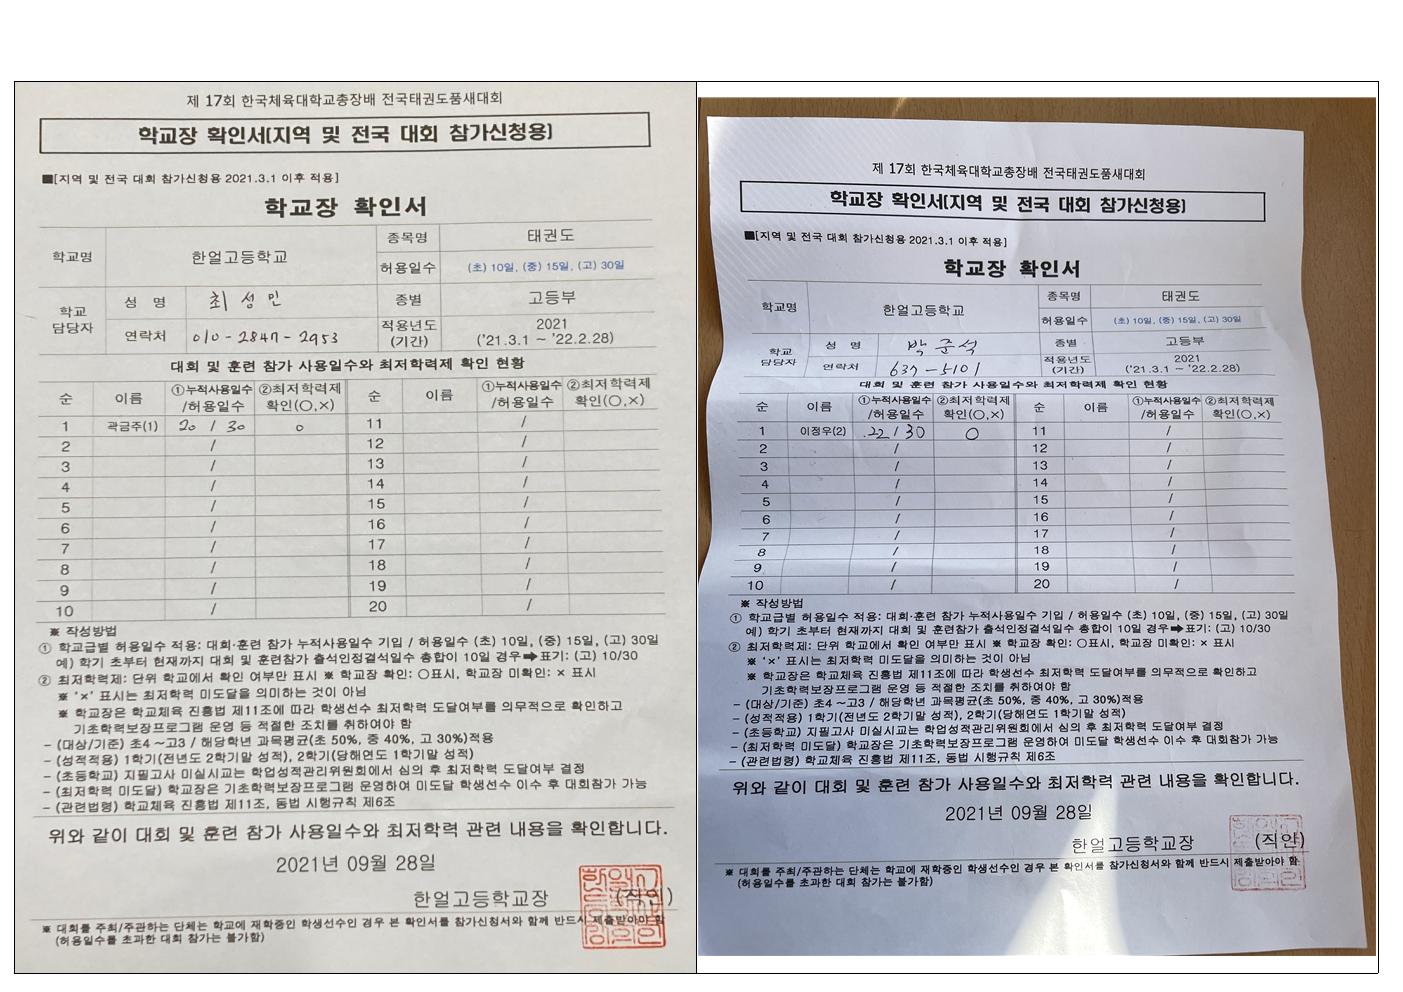 제 17회 한국체육대학교총장배 전국태권도품새대회
학교장 확인서(지역 및 전국 대회 참가신청용)
■[지역 및 전국 대회 참가신청용 2021.3.1 이후 적용]
학교장 확인서
학교명 한얼고등학교 종목명 태권도
허용일수 (초) 10일, (중) 15일, (고) 30일
학교 담당자 성 명 최 성 민 종별 고등부
연락처 010-2847-2953 적용년도 (기간) 2021 ('21.3.1 ~ '22.2.28)
대회 및 훈련 참가 사용일수와 최저학력제 확인 현황
순 이름 ①누적사용일수 /허용일수 ②최저학력제 확인(○,×) 순 이름 ①누적사용일수 /허용일수 ②최저학력제 확인(○,×)
1 곽금주(1) 20 / 30 ○ 11 /
2 / 12 /
3 / 13 /
4 / 14 /
5 / 15 /
6 / 16 /
7 / 17 /
8 / 18 /
9 / 19 /
10 / 20 /
※ 작성방법
① 학교급별 허용일수 적용: 대회·훈련 참가 누적사용일수 기입 / 허용일수 (초) 10일, (중) 15일, (고) 30일
예) 학기 초부터 현재까지 대회 및 훈련참가 출석인정결석일수 총합이 10일 경우➡표기: (고) 10/30
② 최저학력제: 단위 학교에서 확인 여부만 표시 ※ 학교장 확인: ○표시, 학교장 미확인: × 표시
※ '×' 표시는 최저학력 미도달을 의미하는 것이 아님
※ 학교장은 학교체육 진흥법 제11조에 따라 학생선수 최저학력 도달여부를 의무적으로 확인하고
기초학력보장프로그램 운영 등 적절한 조치를 취하여야 함
- (대상/기준) 초4 ~고3 / 해당학년 과목평균(초 50%, 중 40%, 고 30%)적용
- (성적적용) 1학기(전년도 2학기말 성적), 2학기(당해연도 1학기말 성적)
- (초등학교) 지필고사 미실시교는 학업성적관리위원회에서 심의 후 최저학력 도달여부 결정
- (최저학력 미도달) 학교장은 기초학력보장프로그램 운영하여 미도달 학생선수 이수 후 대회참가 가능
- (관련법령) 학교체육 진흥법 제11조, 동법 시행규칙 제6조
위와 같이 대회 및 훈련 참가 사용일수와 최저학력 관련 내용을 확인합니다.
2021년 09월 28일
한얼고등학교장 (직인)
※ 대회를 주최/주관하는 단체는 학교에 재학중인 학생선수인 경우 본 확인서를 참가신청서와 함께 반드시 제출받아야 함
(허용일수를 초과한 대회 참가는 불가함)
제 17회 한국체육대학교총장배 전국태권도품새대회
학교장 확인서(지역 및 전국 대회 참가신청용)
■[지역 및 전국 대회 참가신청용 2021.3.1 이후 적용]
학교장 확인서
학교명 한얼고등학교 종목명 태권도
허용일수 (초) 10일, (중) 15일, (고) 30일
학교 담당자 성 명 박 준석 종별 고등부
연락처 637-5101 적용년도 (기간) 2021 ('21.3.1 ~ '22.2.28)
대회 및 훈련 참가 사용일수와 최저학력제 확인 현황
순 이름 ①누적사용일수 /허용일수 ②최저학력제 확인(○,×) 순 이름 ①누적사용일수 /허용일수 ②최저학력제 확인(○,×)
1 이정우(2) 22 / 30 ○ 11 /
2 / 12 /
3 / 13 /
4 / 14 /
5 / 15 /
6 / 16 /
7 / 17 /
8 / 18 /
9 / 19 /
10 / 20 /
※ 작성방법
① 학교급별 허용일수 적용: 대회·훈련 참가 누적사용일수 기입 / 허용일수 (초) 10일, (중) 15일, (고) 30일
예) 학기 초부터 현재까지 대회 및 훈련참가 출석인정결석일수 총합이 10일 경우➡표기: (고) 10/30
② 최저학력제: 단위 학교에서 확인 여부만 표시 ※ 학교장 확인: ○표시, 학교장 미확인: × 표시
※ '×' 표시는 최저학력 미도달을 의미하는 것이 아님
※ 학교장은 학교체육 진흥법 제11조에 따라 학생선수 최저학력 도달여부를 의무적으로 확인하고
기초학력보장프로그램 운영 등 적절한 조치를 취하여야 함
- (대상/기준) 초4 ~고3 / 해당학년 과목평균(초 50%, 중 40%, 고 30%)적용
- (성적적용) 1학기(전년도 2학기말 성적), 2학기(당해연도 1학기말 성적)
- (초등학교) 지필고사 미실시교는 학업성적관리위원회에서 심의 후 최저학력 도달여부 결정
- (최저학력 미도달) 학교장은 기초학력보장프로그램 운영하여 미도달 학생선수 이수 후 대회참가 가능
- (관련법령) 학교체육 진흥법 제11조, 동법 시행규칙 제6조
위와 같이 대회 및 훈련 참가 사용일수와 최저학력 관련 내용을 확인합니다.
2021년 09월 28일
한얼고등학교장 (직인)
※ 대회를 주최/주관하는 단체는 학교에 재학중인 학생선수인 경우 본 확인서를 참가신청서와 함께 반드시 제출받아야 함
(허용일수를 초과한 대회 참가는 불가함)